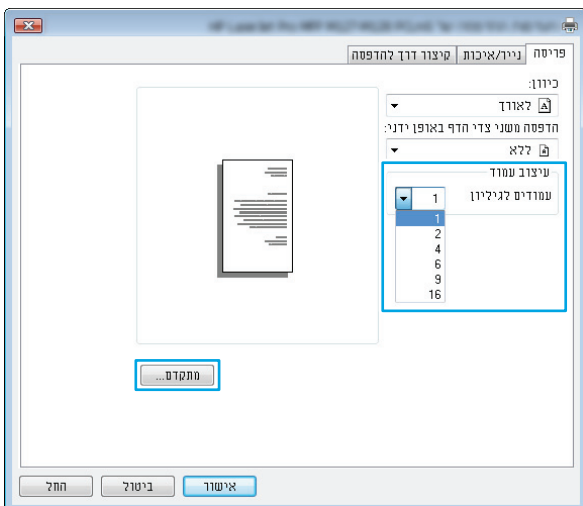 פריסה נייר/איכות קיצור דרך להדפסה
כיוון:
לאורך
הדפסה משני צדי הדף באופן ידני:
ללא
עיצוב עמוד
עמודים לגיליון 1
1
2
4
6
9
16
מתקדם...
אישור ביטול החל